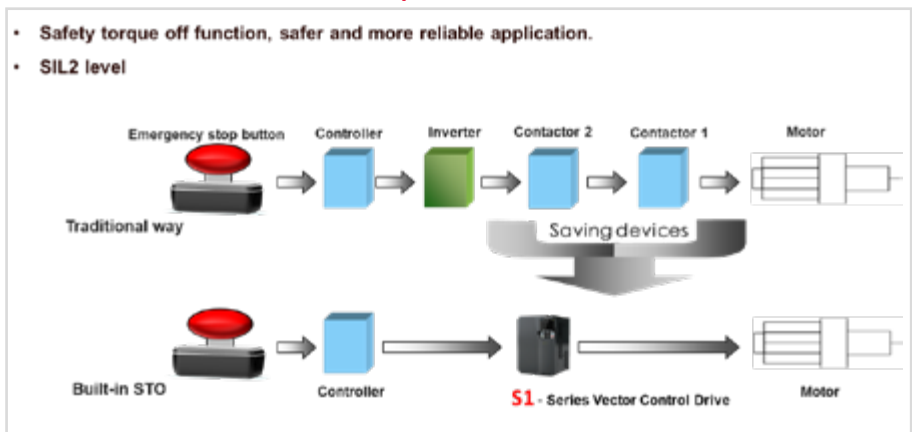 • Safety torque off function, safer and more reliable application.
• SIL2 level
Emergency stop button Controller Inverter Contactor 2 Contactor 1 Motor
Traditional way
Saving devices
Built-in STO
Controller
S1 - Series Vector Control Drive
Motor